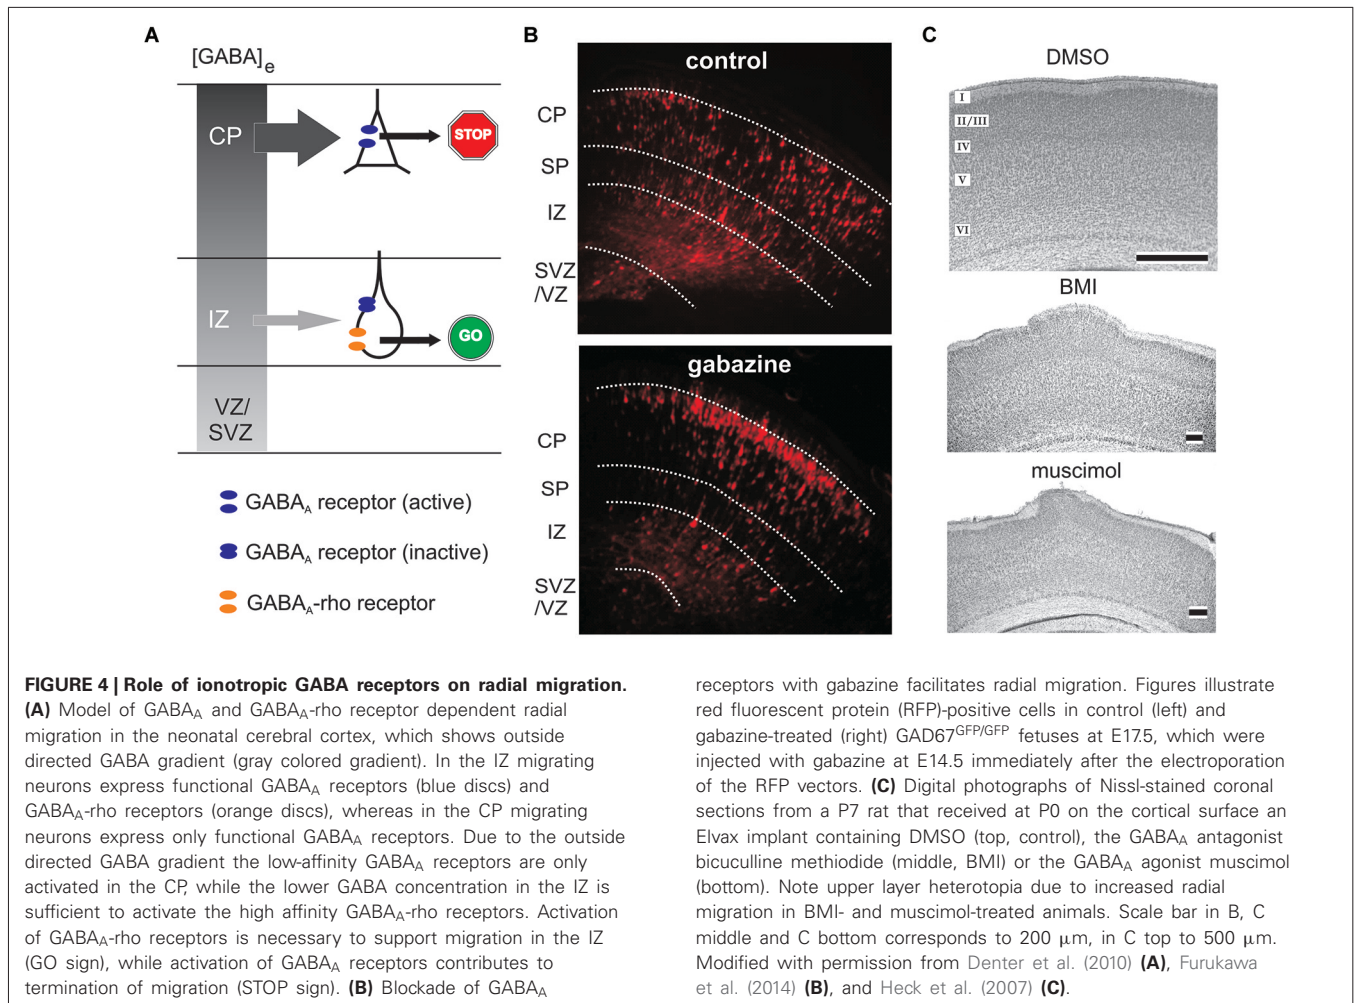 A
[GABA]e
CP
STOP
IZ
GO
VZ/
SVZ
GABAA receptor (active)
GABAA receptor (inactive)
GABAA-rho receptor
B
control
CP
SP
IZ
SVZ
/VZ
gabazine
CP
SP
IZ
SVZ
/VZ
C
DMSO
I
II/III
IV
V
VI
BMI
muscimol
FIGURE 4 | Role of ionotropic GABA receptors on radial migration.
(A) Model of GABAA and GABAA-rho receptor dependent radial
migration in the neonatal cerebral cortex, which shows outside
directed GABA gradient (gray colored gradient). In the IZ migrating
neurons express functional GABAA receptors (blue discs) and
GABAA-rho receptors (orange discs), whereas in the CP migrating
neurons express only functional GABAA receptors. Due to the outside
directed GABA gradient the low-affinity GABAA receptors are only
activated in the CP, while the lower GABA concentration in the IZ is
sufficient to activate the high affinity GABAA-rho receptors. Activation
of GABAA-rho receptors is necessary to support migration in the IZ
(GO sign), while activation of GABAA receptors contributes to
termination of migration (STOP sign). (B) Blockade of GABAA
receptors with gabazine facilitates radial migration. Figures illustrate
red fluorescent protein (RFP)-positive cells in control (left) and
gabazine-treated (right) GAD67GFP/GFP fetuses at E17.5, which were
injected with gabazine at E14.5 immediately after the electroporation
of the RFP vectors. (C) Digital photographs of Nissl-stained coronal
sections from a P7 rat that received at P0 on the cortical surface an
Elvax implant containing DMSO (top, control), the GABAA antagonist
bicuculline methiodide (middle, BMI) or the GABAA agonist muscimol
(bottom). Note upper layer heterotopia due to increased radial
migration in BMI- and muscimol-treated animals. Scale bar in B, C
middle and C bottom corresponds to 200 μm, in C top to 500 μm.
Modified with permission from Denter et al. (2010) (A), Furukawa
et al. (2014) (B), and Heck et al. (2007) (C).